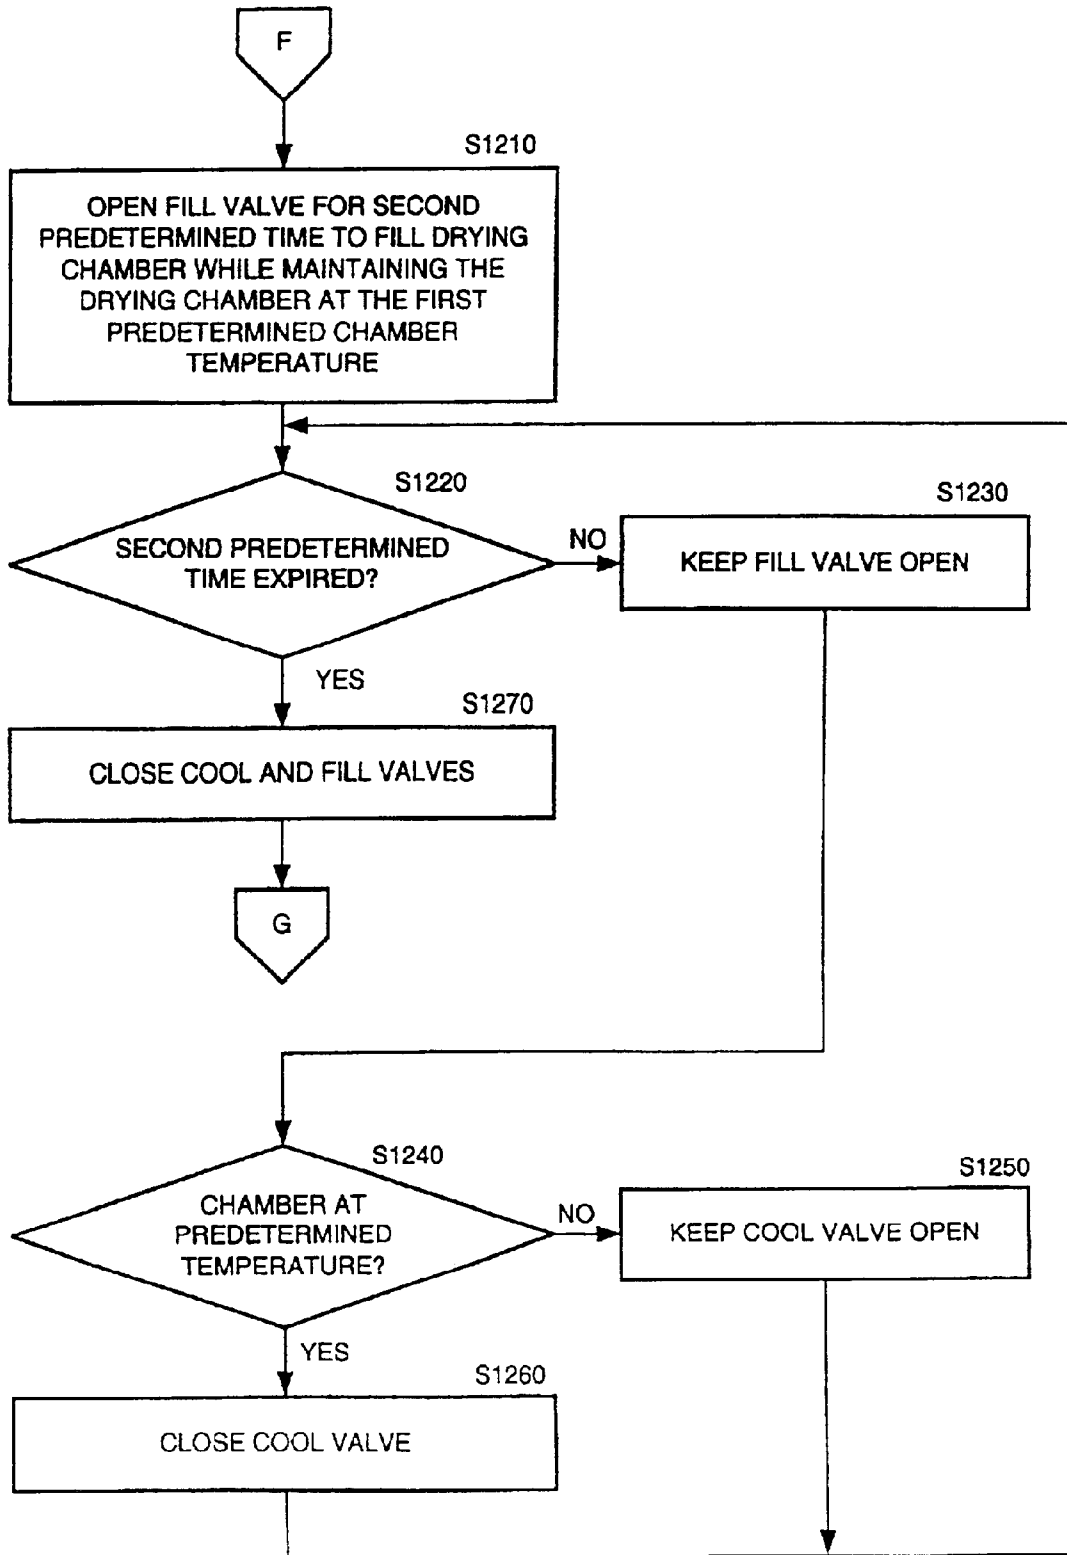 F
S1210
OPEN FILL VALVE FOR SECOND
PREDETERMINED TIME TO FILL DRYING
CHAMBER WHILE MAINTAINING THE
DRYING CHAMBER AT THE FIRST
PREDETERMINED CHAMBER
TEMPERATURE
S1220
SECOND PREDETERMINED
TIME EXPIRED?
NO
S1230
KEEP FILL VALVE OPEN
YES
S1270
CLOSE COOL AND FILL VALVES
G
S1240
CHAMBER AT
PREDETERMINED
TEMPERATURE?
NO
S1250
KEEP COOL VALVE OPEN
YES
S1260
CLOSE COOL VALVE